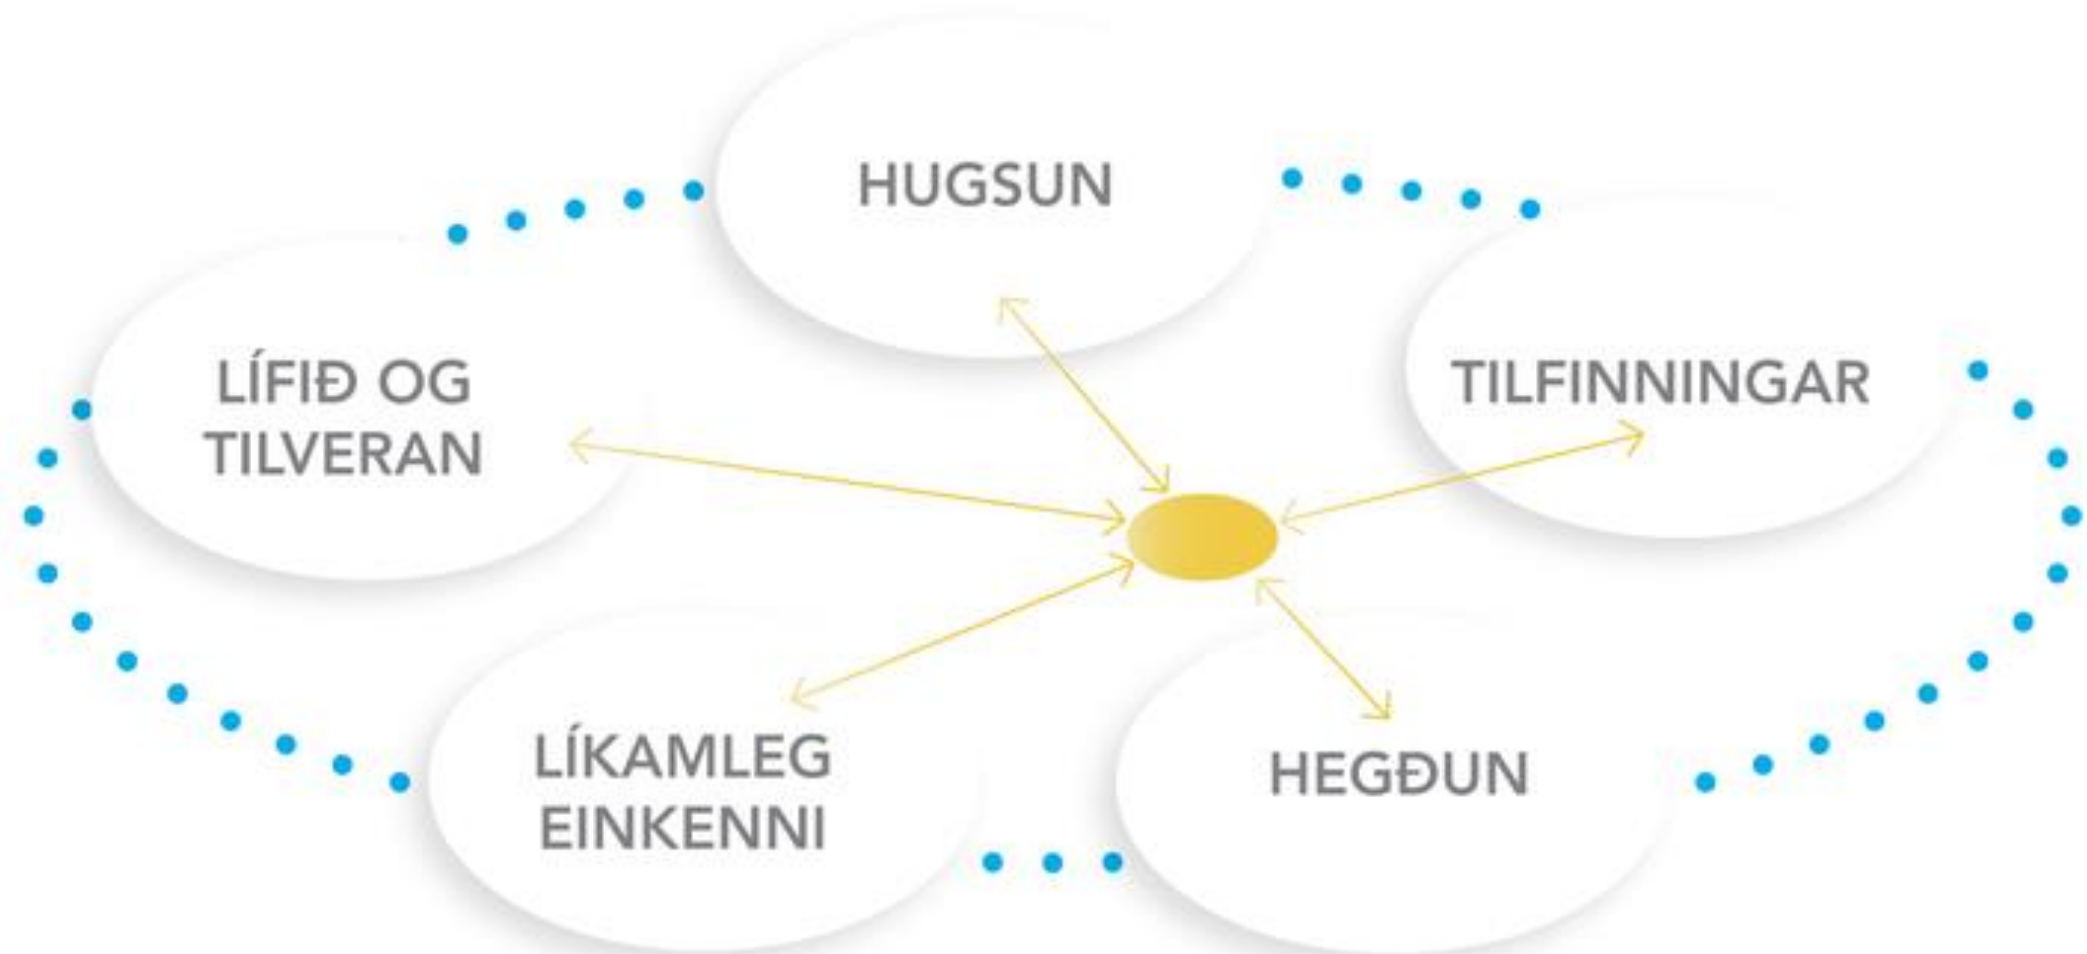 HUGSUN
LÍFIÐ OG
TILVERAN
TILFINNINGAR
LÍKAMLEG
EINKENNI
HEGÐUN